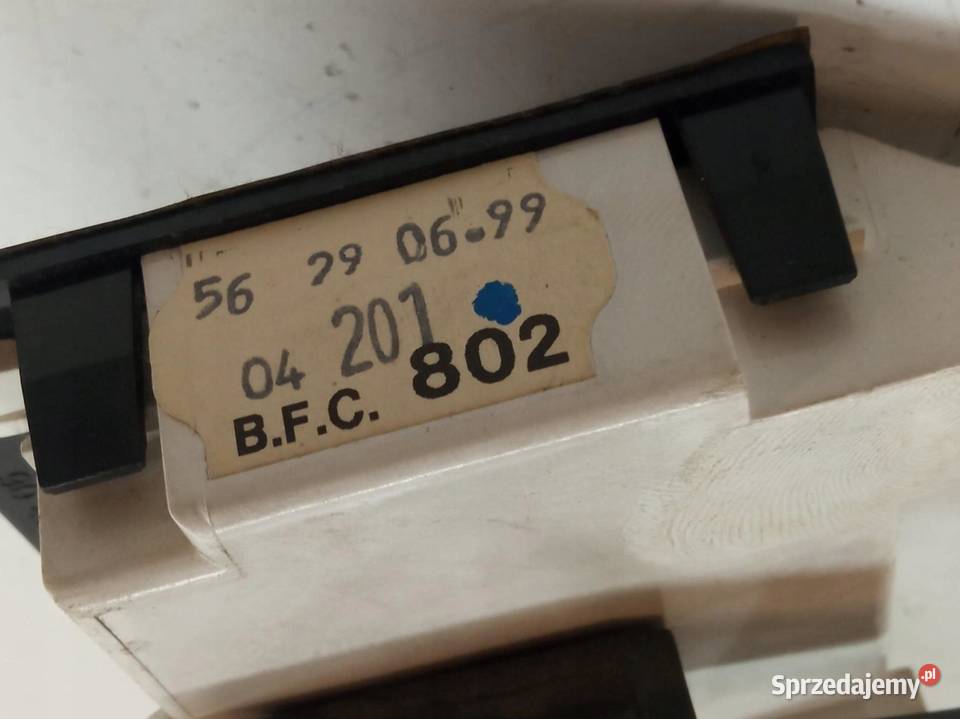 56 29 06-99
04 201
B.F.C. 802
Sprzedajemy.pl